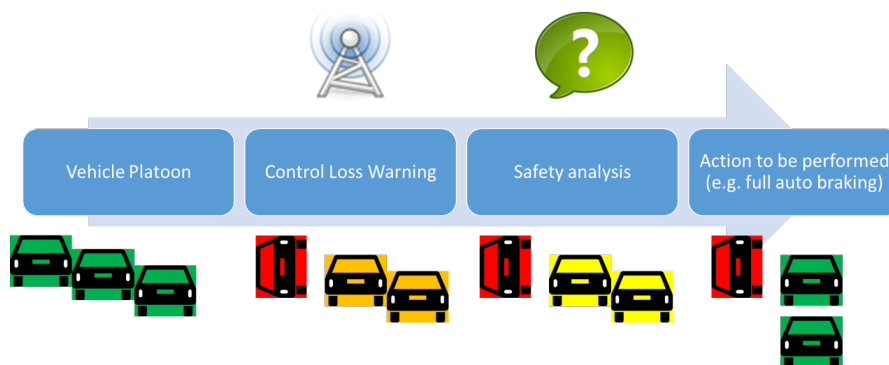 ?
Vehicle Platoon
Control Loss Warning
Safety analysis
Action to be performed
(e.g. full auto braking)